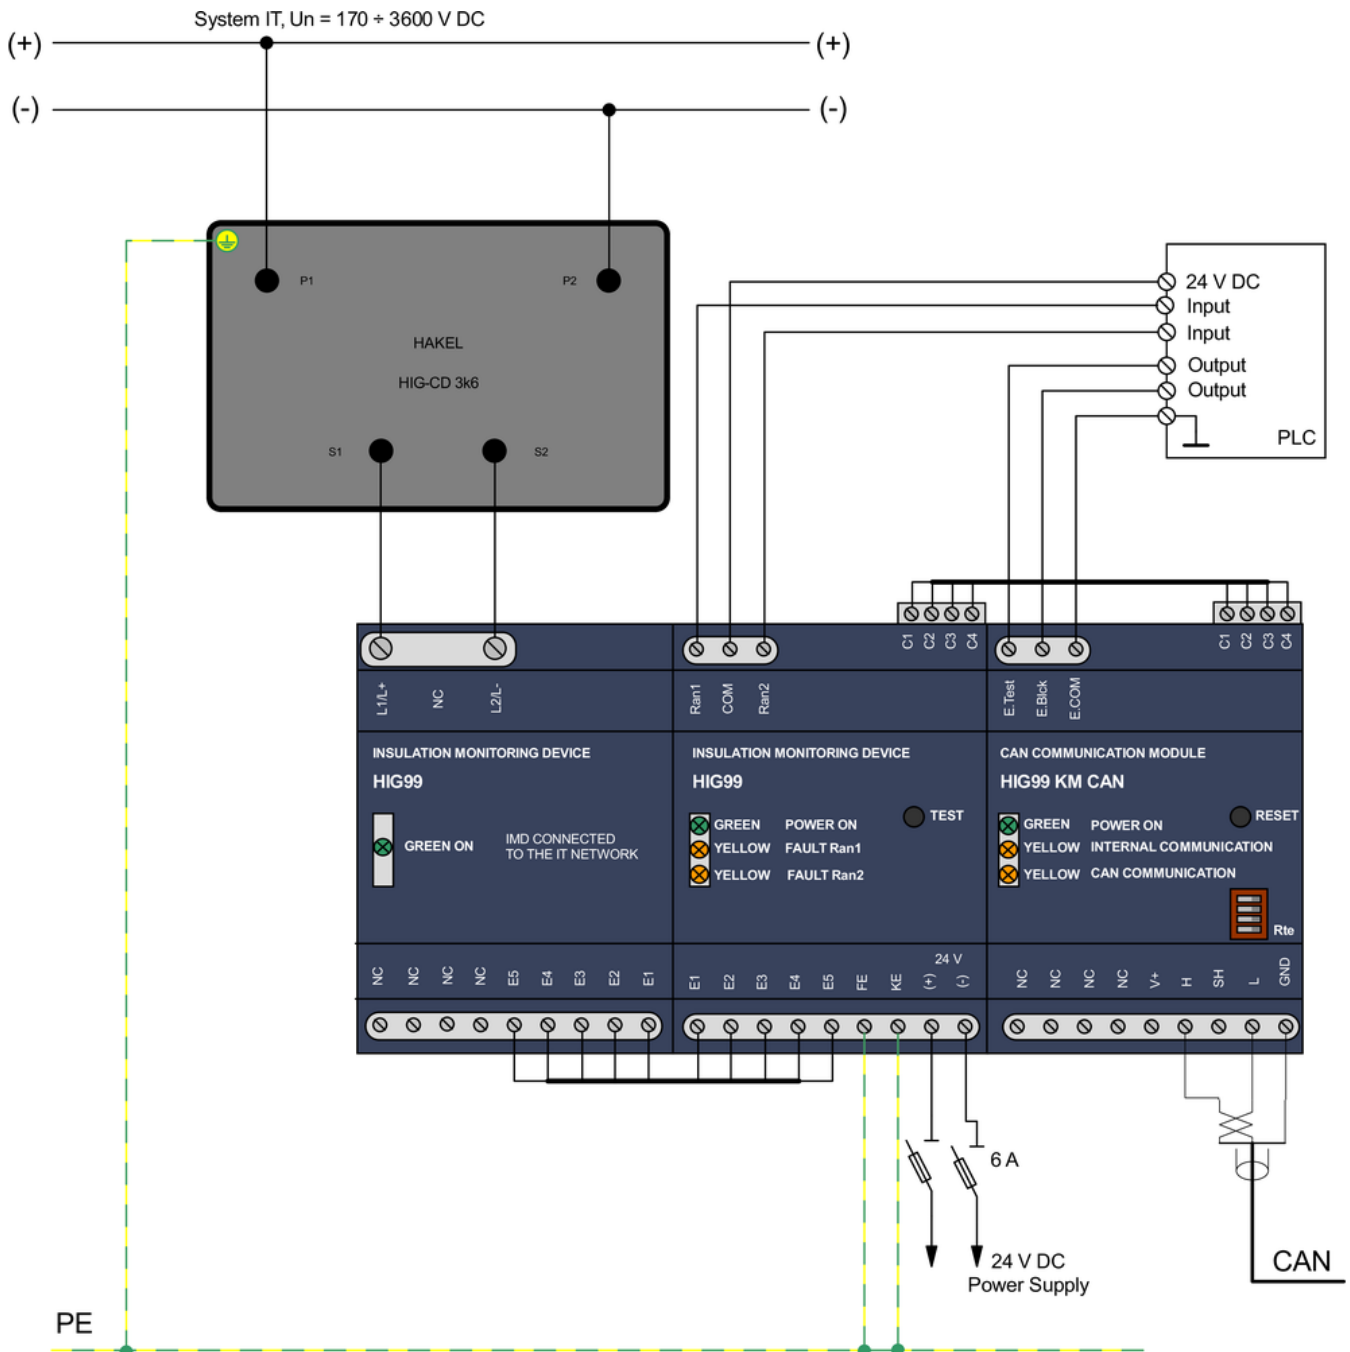 System IT, Un = 170 ÷ 3600 V DC
(+) (+)
(-) (-)
P1 P2
HAKEL
HIG-CD 3k6
S1 S2
24 V DC
Input
Input
Output
Output
PLC
C1 C2 C3 C4
C1 C2 C3 C4
L1/L+ NC L2/L-
Ran1 COM Ran2
E.Test E.Blck E.COM
INSULATION MONITORING DEVICE
HIG99
GREEN ON
IMD CONNECTED
TO THE IT NETWORK
INSULATION MONITORING DEVICE
HIG99
TEST
GREEN POWER ON
YELLOW FAULT Ran1
YELLOW FAULT Ran2
CAN COMMUNICATION MODULE
HIG99 KM CAN
RESET
GREEN POWER ON
YELLOW INTERNAL COMMUNICATION
YELLOW CAN COMMUNICATION
Rte
NC NC NC NC E5 E4 E3 E2 E1
24 V
E1 E2 E3 E4 E5 FE KE (+) (-)
NC NC NC NC V+ H SH L GND
6 A
24 V DC
Power Supply
CAN
PE